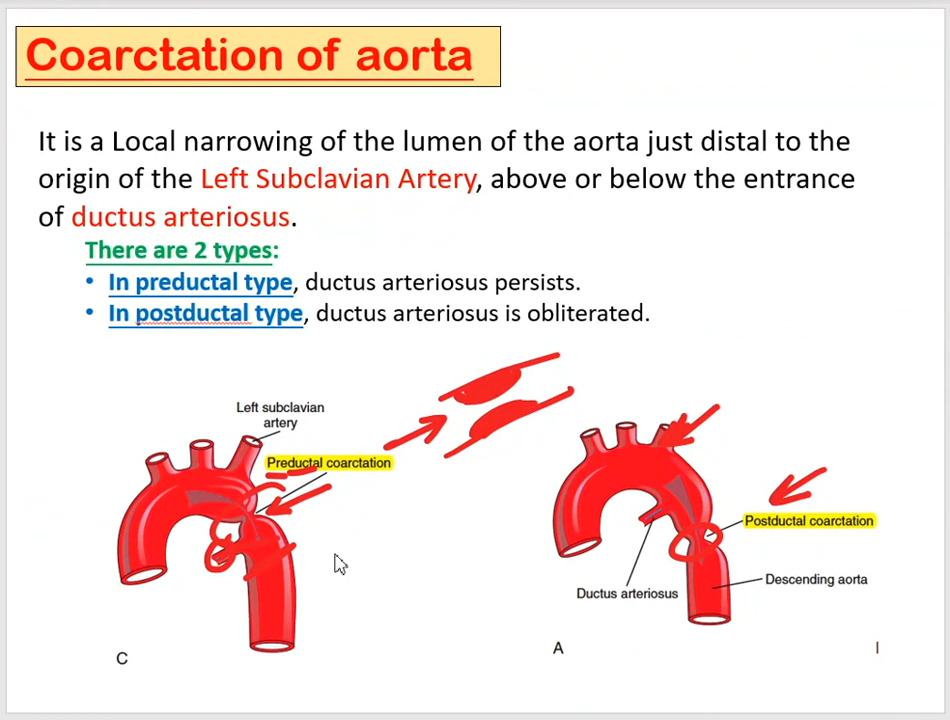 Coarctation of aorta
It is a Local narrowing of the lumen of the aorta just distal to the
origin of the Left Subclavian Artery, above or below the entrance
of ductus arteriosus.
There are 2 types:
• In preductal type, ductus arteriosus persists.
• In postductal type, ductus arteriosus is obliterated.
Left subclavian
artery
Preductal coarctation
Postductal coarctation
Descending aorta
Ductus arteriosus
C
A
I